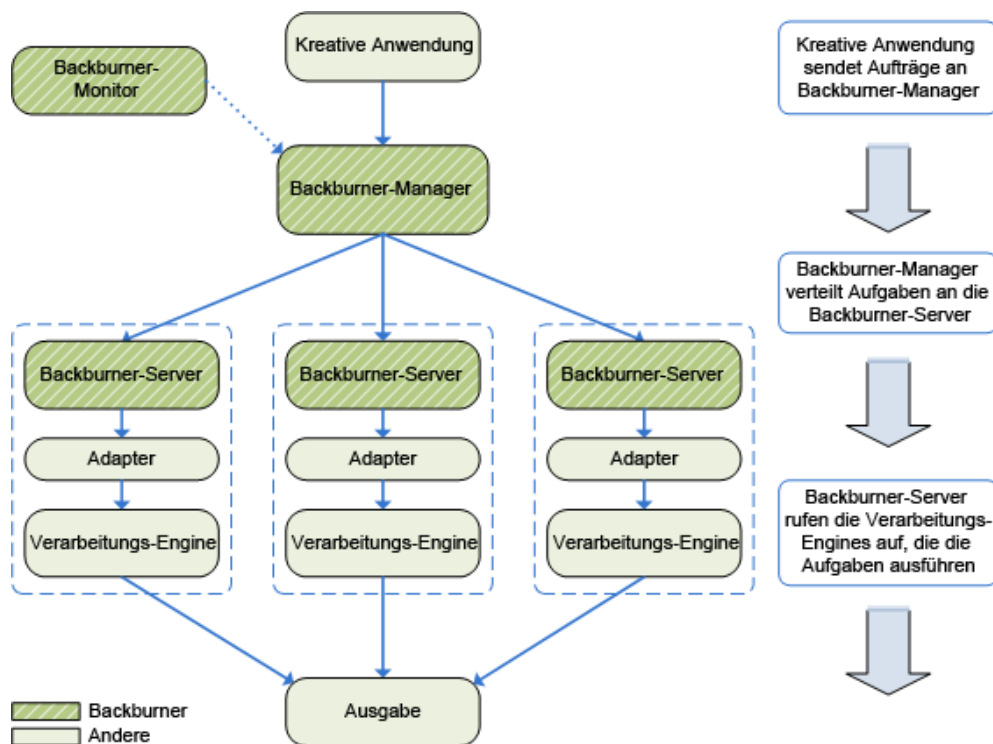 Kreative Anwendung
Backburner-
Monitor
Backburner-Manager
Backburner-Server
Backburner-Server
Backburner-Server
Adapter
Adapter
Adapter
Verarbeitungs-Engine
Verarbeitungs-Engine
Verarbeitungs-Engine
Ausgabe
Backburner
Andere
Kreative Anwendung
sendet Aufträge an
Backburner-Manager
Backburner-Manager
verteilt Aufgaben an die
Backburner-Server
Backburner-Server
rufen die Verarbeitungs-
Engines auf, die die
Aufgaben ausführen